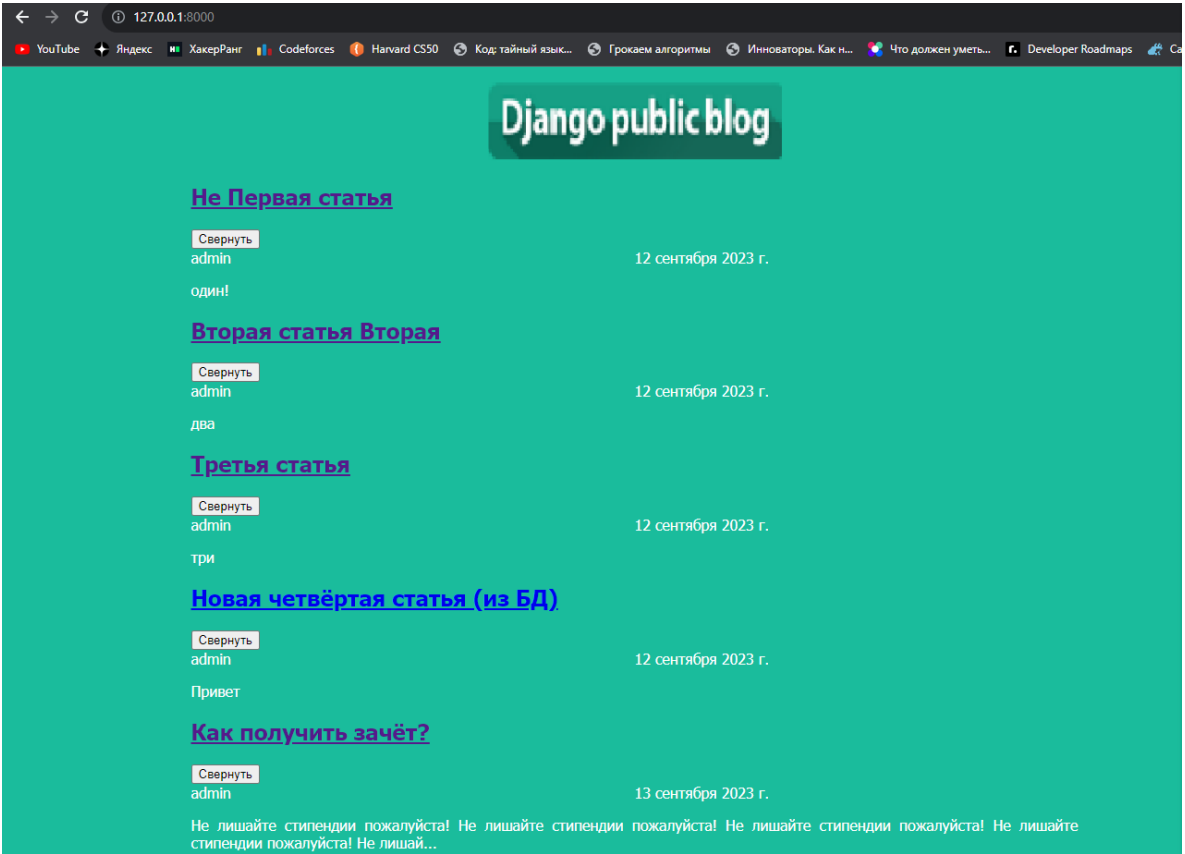 127.0.0.1:8000
YouTube Яндекс ХакерРанг Codeforces Harvard CS50 Код: тайный язык... Грокаем алгоритмы Инноваторы. Как н... Что должен уметь... Developer Roadmaps Ca
Django public blog
Не Первая статья
Свернуть
admin 12 сентября 2023 г.
один!
Вторая статья Вторая
Свернуть
admin 12 сентября 2023 г.
два
Третья статья
Свернуть
admin 12 сентября 2023 г.
три
Новая четвёртая статья (из БД)
Свернуть
admin 12 сентября 2023 г.
Привет
Как получить зачёт?
Свернуть
admin 13 сентября 2023 г.
Не лишайте стипендии пожалуйста! Не лишайте стипендии пожалуйста! Не лишайте стипендии пожалуйста! Не лишайте
стипендии пожалуйста! Не лишай...